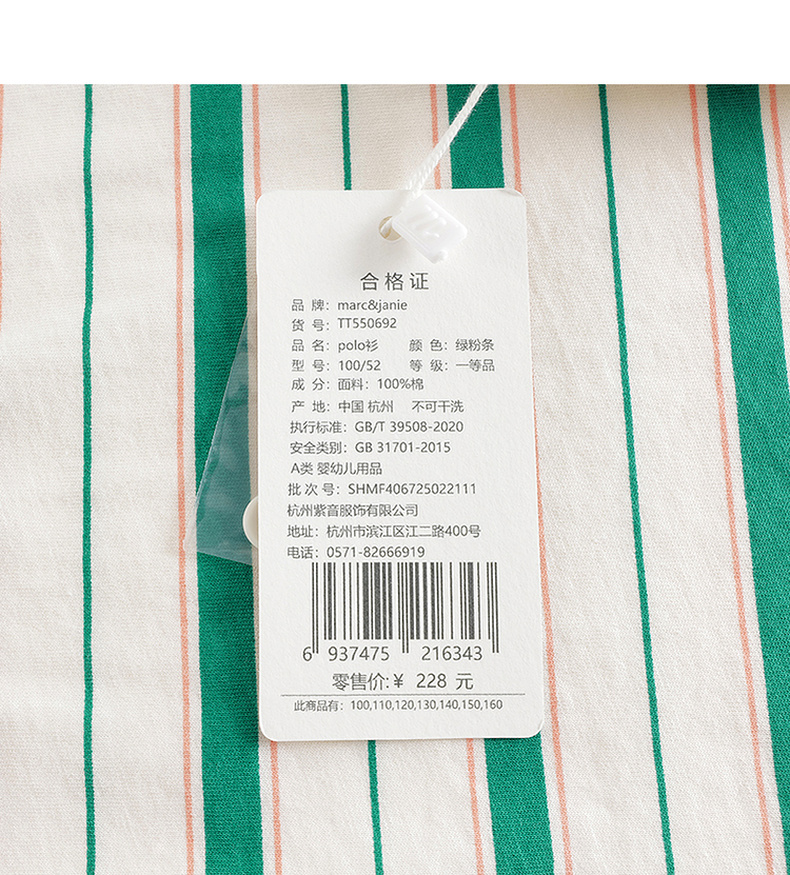 合格证
品 牌：marc&janie
货 号：TT550692
品 名：polo衫 颜 色：绿粉条
型 号：100/52 等 级：一等品
成 分：面料：100%棉
产 地：中国 杭州 不可干洗
执行标准：GB/T 39508-2020
安全类别：GB 31701-2015
A类 婴幼儿用品
批 次 号：SHMF406725022111
杭州紫音服饰有限公司
地址：杭州市滨江区江二路400号
电话：0571-82666919
6 937475 216343
零售价:¥ 228 元
此商品有：100,110,120,130,140,150,160